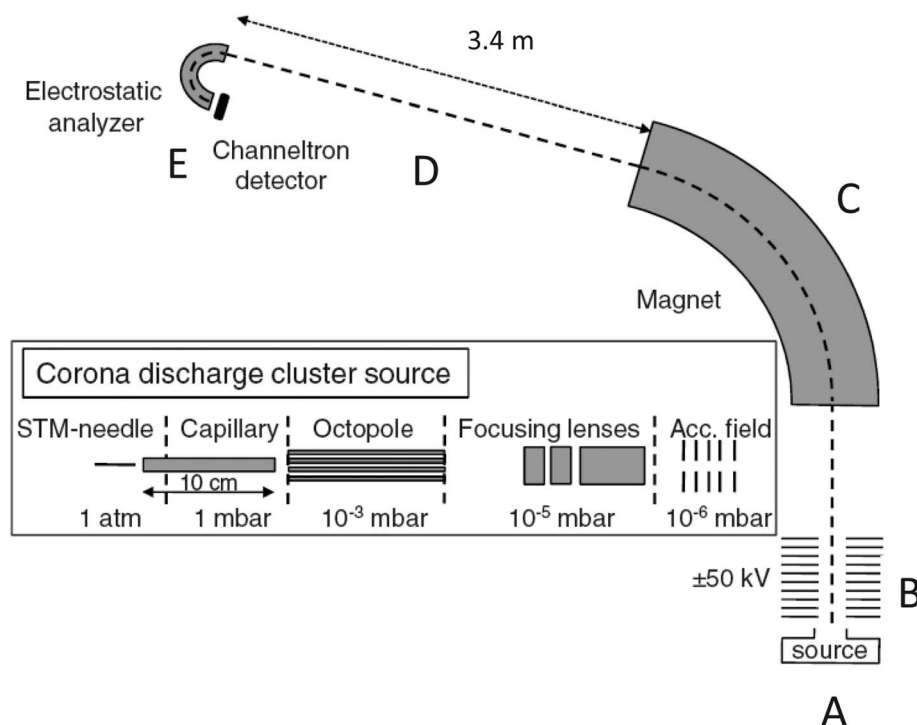 3.4 m
Electrostatic
analyzer
E
Channeltron
detector
D
C
Magnet
Corona discharge cluster source
STM-needle Capillary Octopole Focusing lenses Acc. field
10 cm
1 atm 1 mbar 10⁻³ mbar 10⁻⁵ mbar 10⁻⁶ mbar
±50 kV
B
source
A